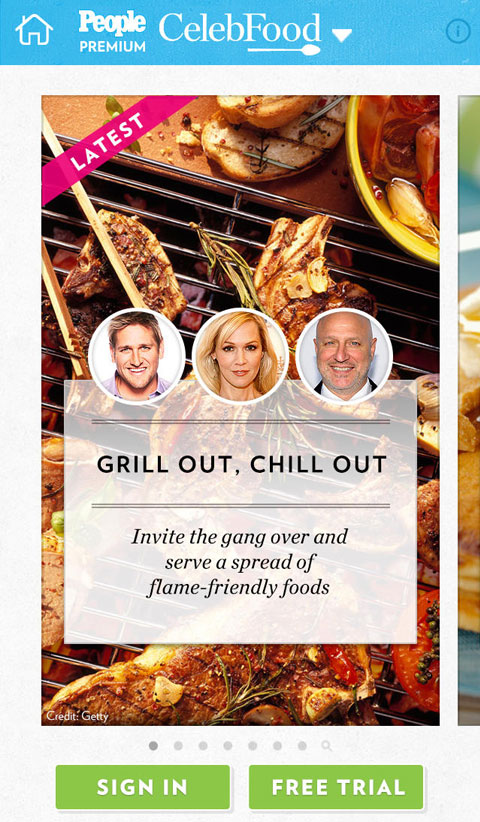 People
PREMIUM
CelebFood
LATEST
GRILL OUT, CHILL OUT
Invite the gang over and
serve a spread of
flame-friendly foods
Credit: Getty
SIGN IN
FREE TRIAL